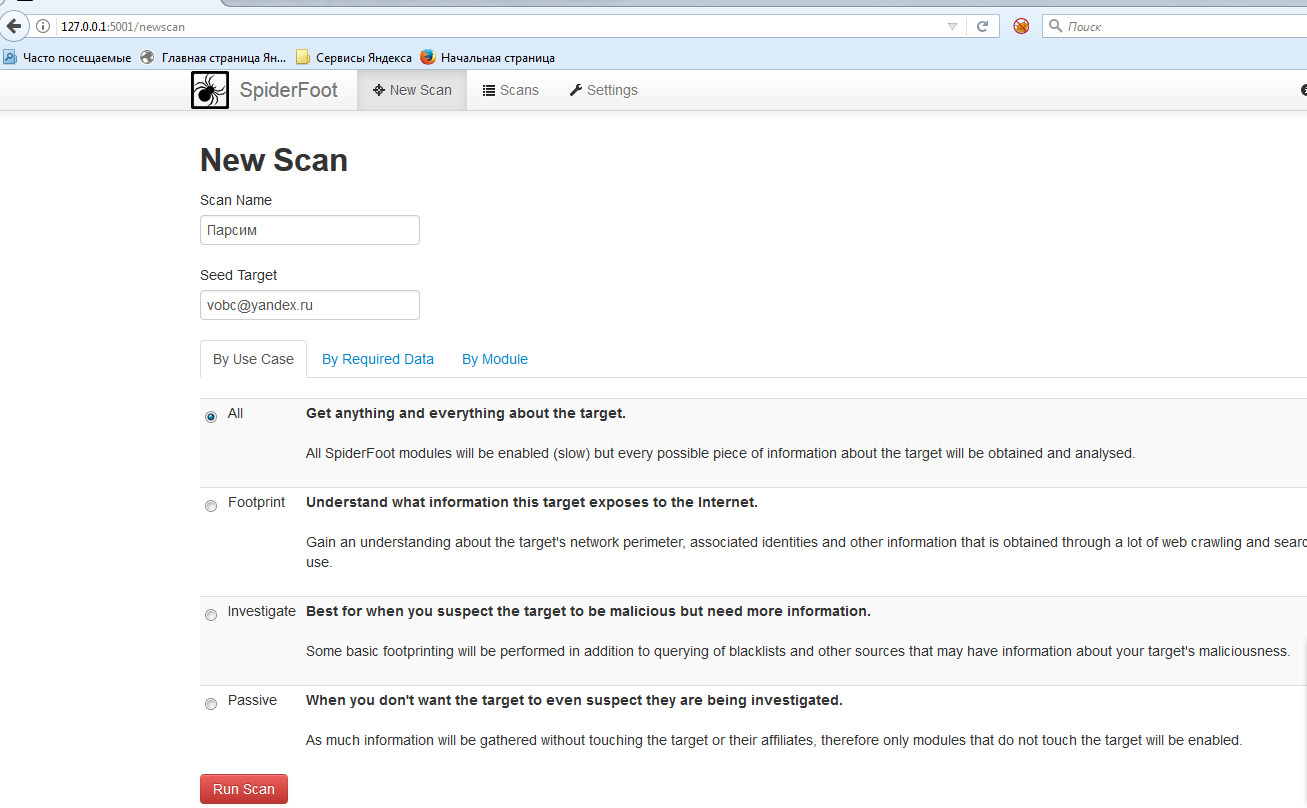 127.0.0.1:5001/newscan
Поиск
Часто посещаемые Главная страница Ян... Сервисы Яндекса Начальная страница
SpiderFoot New Scan Scans Settings
New Scan
Scan Name
Парсим
Seed Target
vobc@yandex.ru
By Use Case By Required Data By Module
All Get anything and everything about the target.
All SpiderFoot modules will be enabled (slow) but every possible piece of information about the target will be obtained and analysed.
Footprint Understand what information this target exposes to the Internet.
Gain an understanding about the target's network perimeter, associated identities and other information that is obtained through a lot of web crawling and
use.
Investigate Best for when you suspect the target to be malicious but need more information.
Some basic footprinting will be performed in addition to querying of blacklists and other sources that may have information about your target's maliciousness.
Passive When you don't want the target to even suspect they are being investigated.
As much information will be gathered without touching the target or their affiliates, therefore only modules that do not touch the target will be enabled.
Run Scan